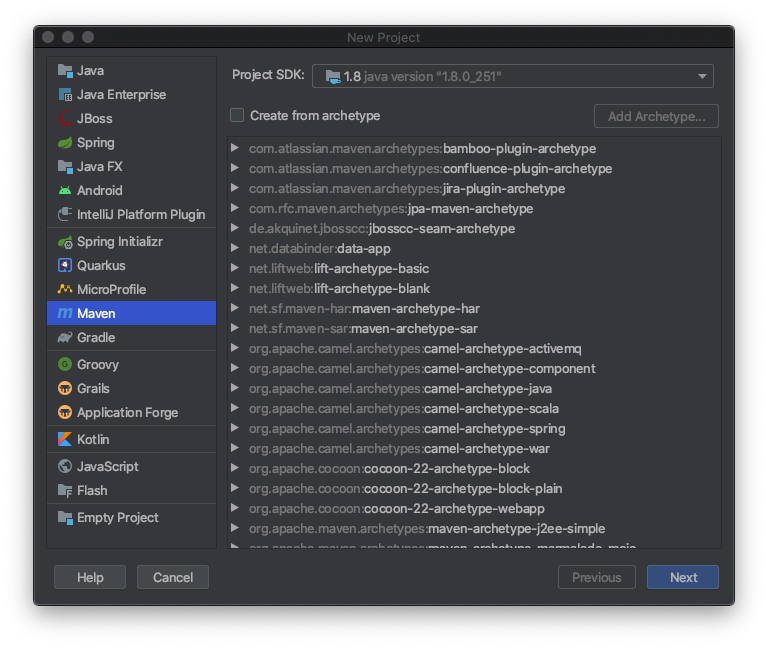 New Project
Java
Java Enterprise
JBoss
Spring
Java FX
Android
IntelliJ Platform Plugin
Spring Initializr
Quarkus
MicroProfile
Maven
Gradle
Groovy
Grails
Application Forge
Kotlin
JavaScript
Flash
Empty Project
Project SDK: 1.8 java version "1.8.0_251"
Create from archetype
Add Archetype...
com.atlassian.maven.archetypes:bamboo-plugin-archetype
com.atlassian.maven.archetypes:confluence-plugin-archetype
com.atlassian.maven.archetypes:jira-plugin-archetype
com.rfc.maven.archetypes:jpa-maven-archetype
de.akquinet.jbosscc:jbosscc-seam-archetype
net.databinder:data-app
net.liftweb:lift-archetype-basic
net.liftweb:lift-archetype-blank
net.sf.maven-har:maven-archetype-har
net.sf.maven-sar:maven-archetype-sar
org.apache.camel.archetypes:camel-archetype-activemq
org.apache.camel.archetypes:camel-archetype-component
org.apache.camel.archetypes:camel-archetype-java
org.apache.camel.archetypes:camel-archetype-scala
org.apache.camel.archetypes:camel-archetype-spring
org.apache.camel.archetypes:camel-archetype-war
org.apache.cocoon:cocoon-22-archetype-block
org.apache.cocoon:cocoon-22-archetype-block-plain
org.apache.cocoon:cocoon-22-archetype-webapp
org.apache.maven.archetypes:maven-archetype-j2ee-simple
org.apache.maven.archetypes:maven-archetype-marmalade-mojo
Help
Cancel
Previous
Next